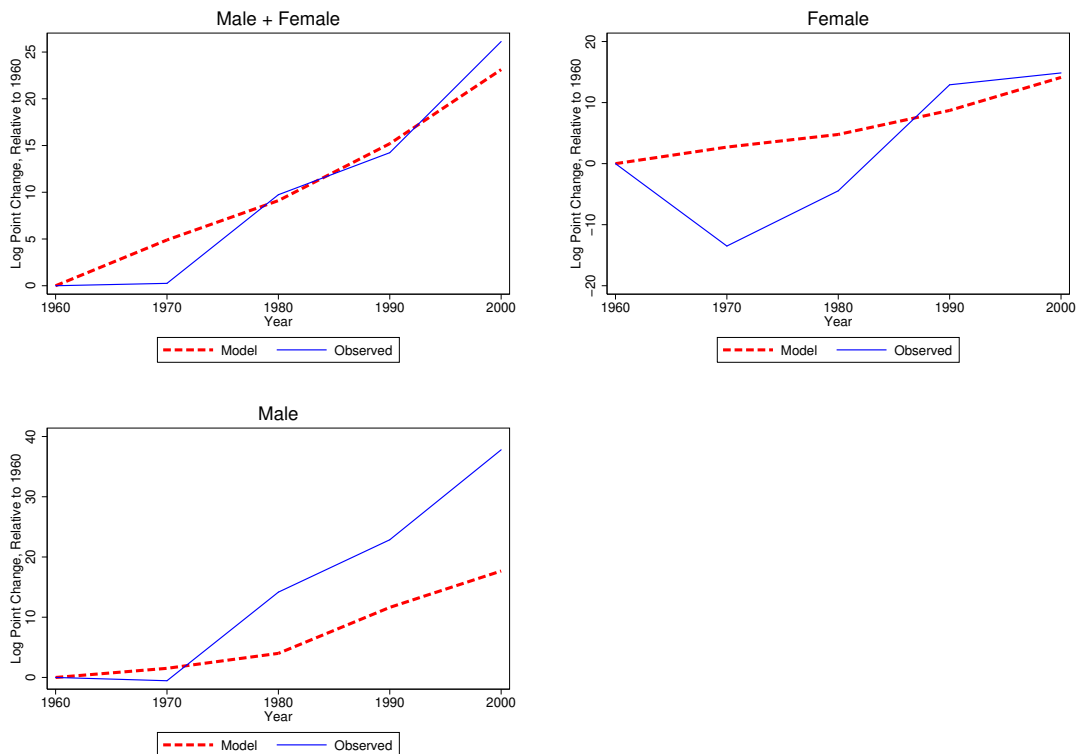 Male + Female
Log Point Change, Relative to 1960
25
20
15
10
5
0
1960 1970 1980 1990 2000
Year
Model Observed
Female
Log Point Change, Relative to 1960
20
10
0
−10
−20
1960 1970 1980 1990 2000
Year
Model Observed
Male
Log Point Change, Relative to 1960
40
30
20
10
0
1960 1970 1980 1990 2000
Year
Model Observed